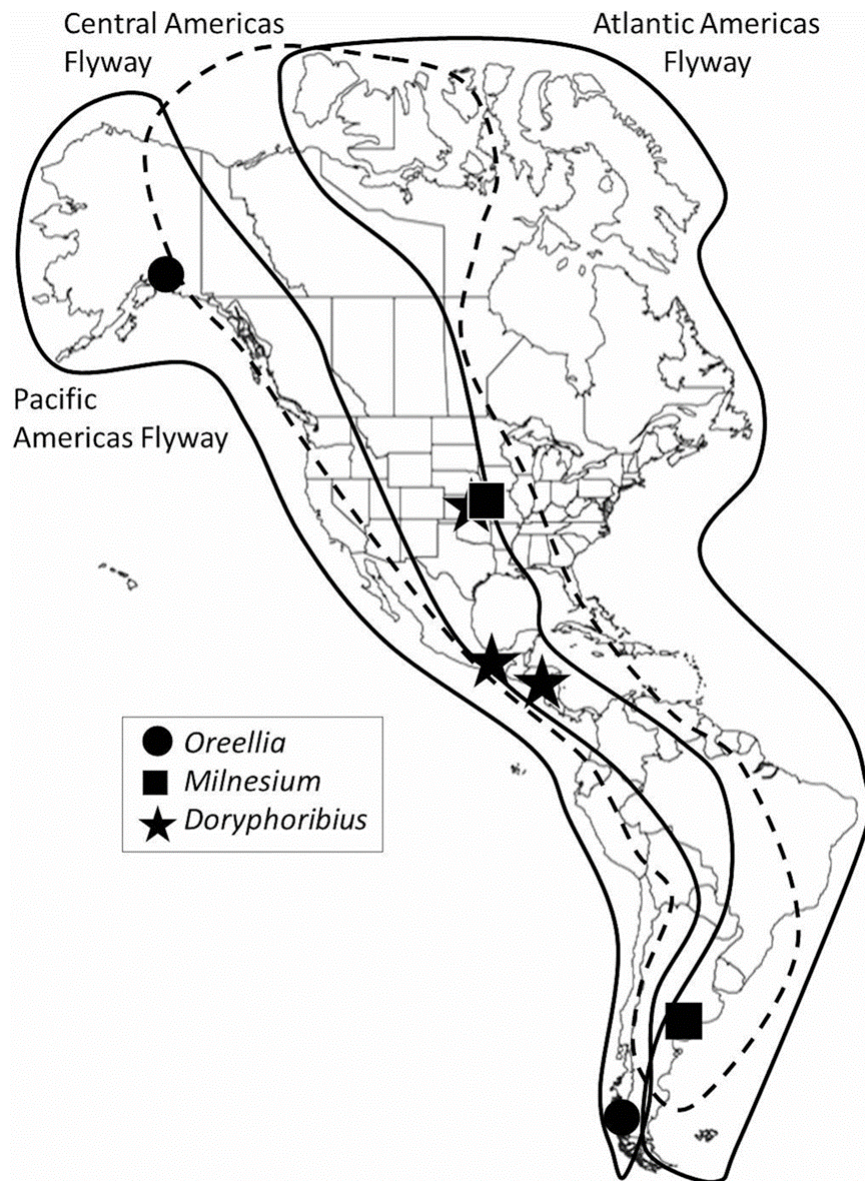 Central Americas
Flyway
Atlantic Americas
Flyway
Pacific
Americas Flyway
Oreellia
Milnesium
Doryphoribius